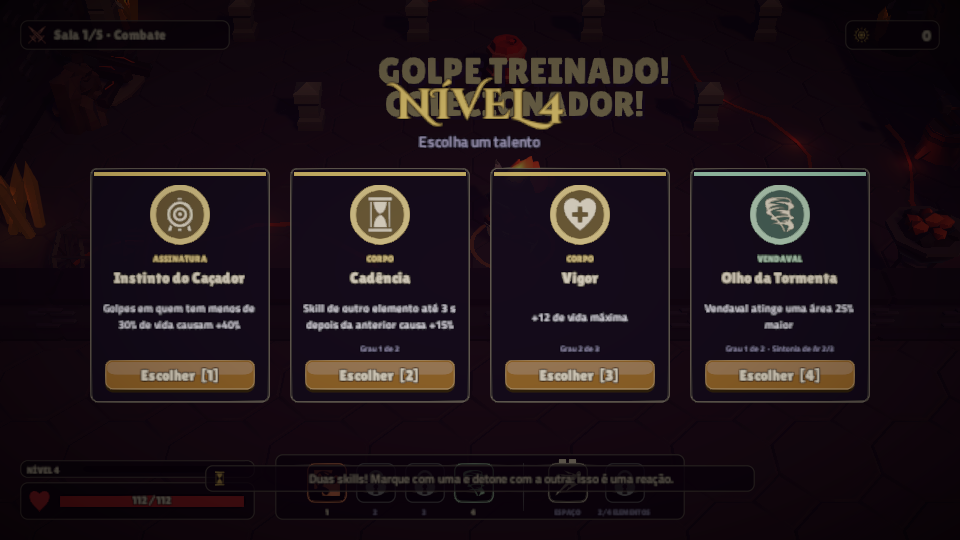 Sala 1/5 · Combate
0
GOLPE TREINADO!
COLECIONADOR!
NÍVEL 4
Escolha um talento
ASSINATURA
Instinto do Caçador
Golpes em quem tem menos de
30% de vida causam +40%
Escolher [1]
CORPO
Cadência
Skill de outro elemento até 3 s
depois da anterior causa +15%
Grau 1 de 2
Escolher [2]
CORPO
Vigor
+12 de vida máxima
Grau 2 de 3
Escolher [3]
VENDAVAL
Olho da Tormenta
Vendaval atinge uma área 25%
maior
Grau 1 de 2 · Sintonia de Ar 2/3
Escolher [4]
NÍVEL 4
112 / 112
Duas skills! Marque com uma e detone com a outra: isso é uma reação.
1
2
3
4
ESPAÇO
2/4 ELEMENTOS